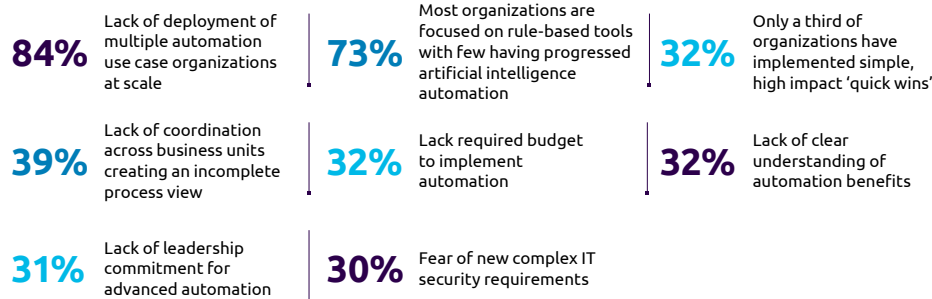 84%
Lack of deployment of
multiple automation
use case organizations
at scale
73%
Most organizations are
focused on rule-based tools
with few having progressed
artificial intelligence
automation
32%
Only a third of
organizations have
implemented simple,
high impact ‘quick wins’
39%
Lack of coordination
across business units
creating an incomplete
process view
32%
Lack required budget
to implement
automation
32%
Lack of clear
understanding of
automation benefits
31%
Lack of leadership
commitment for
advanced automation
30%
Fear of new complex IT
security requirements